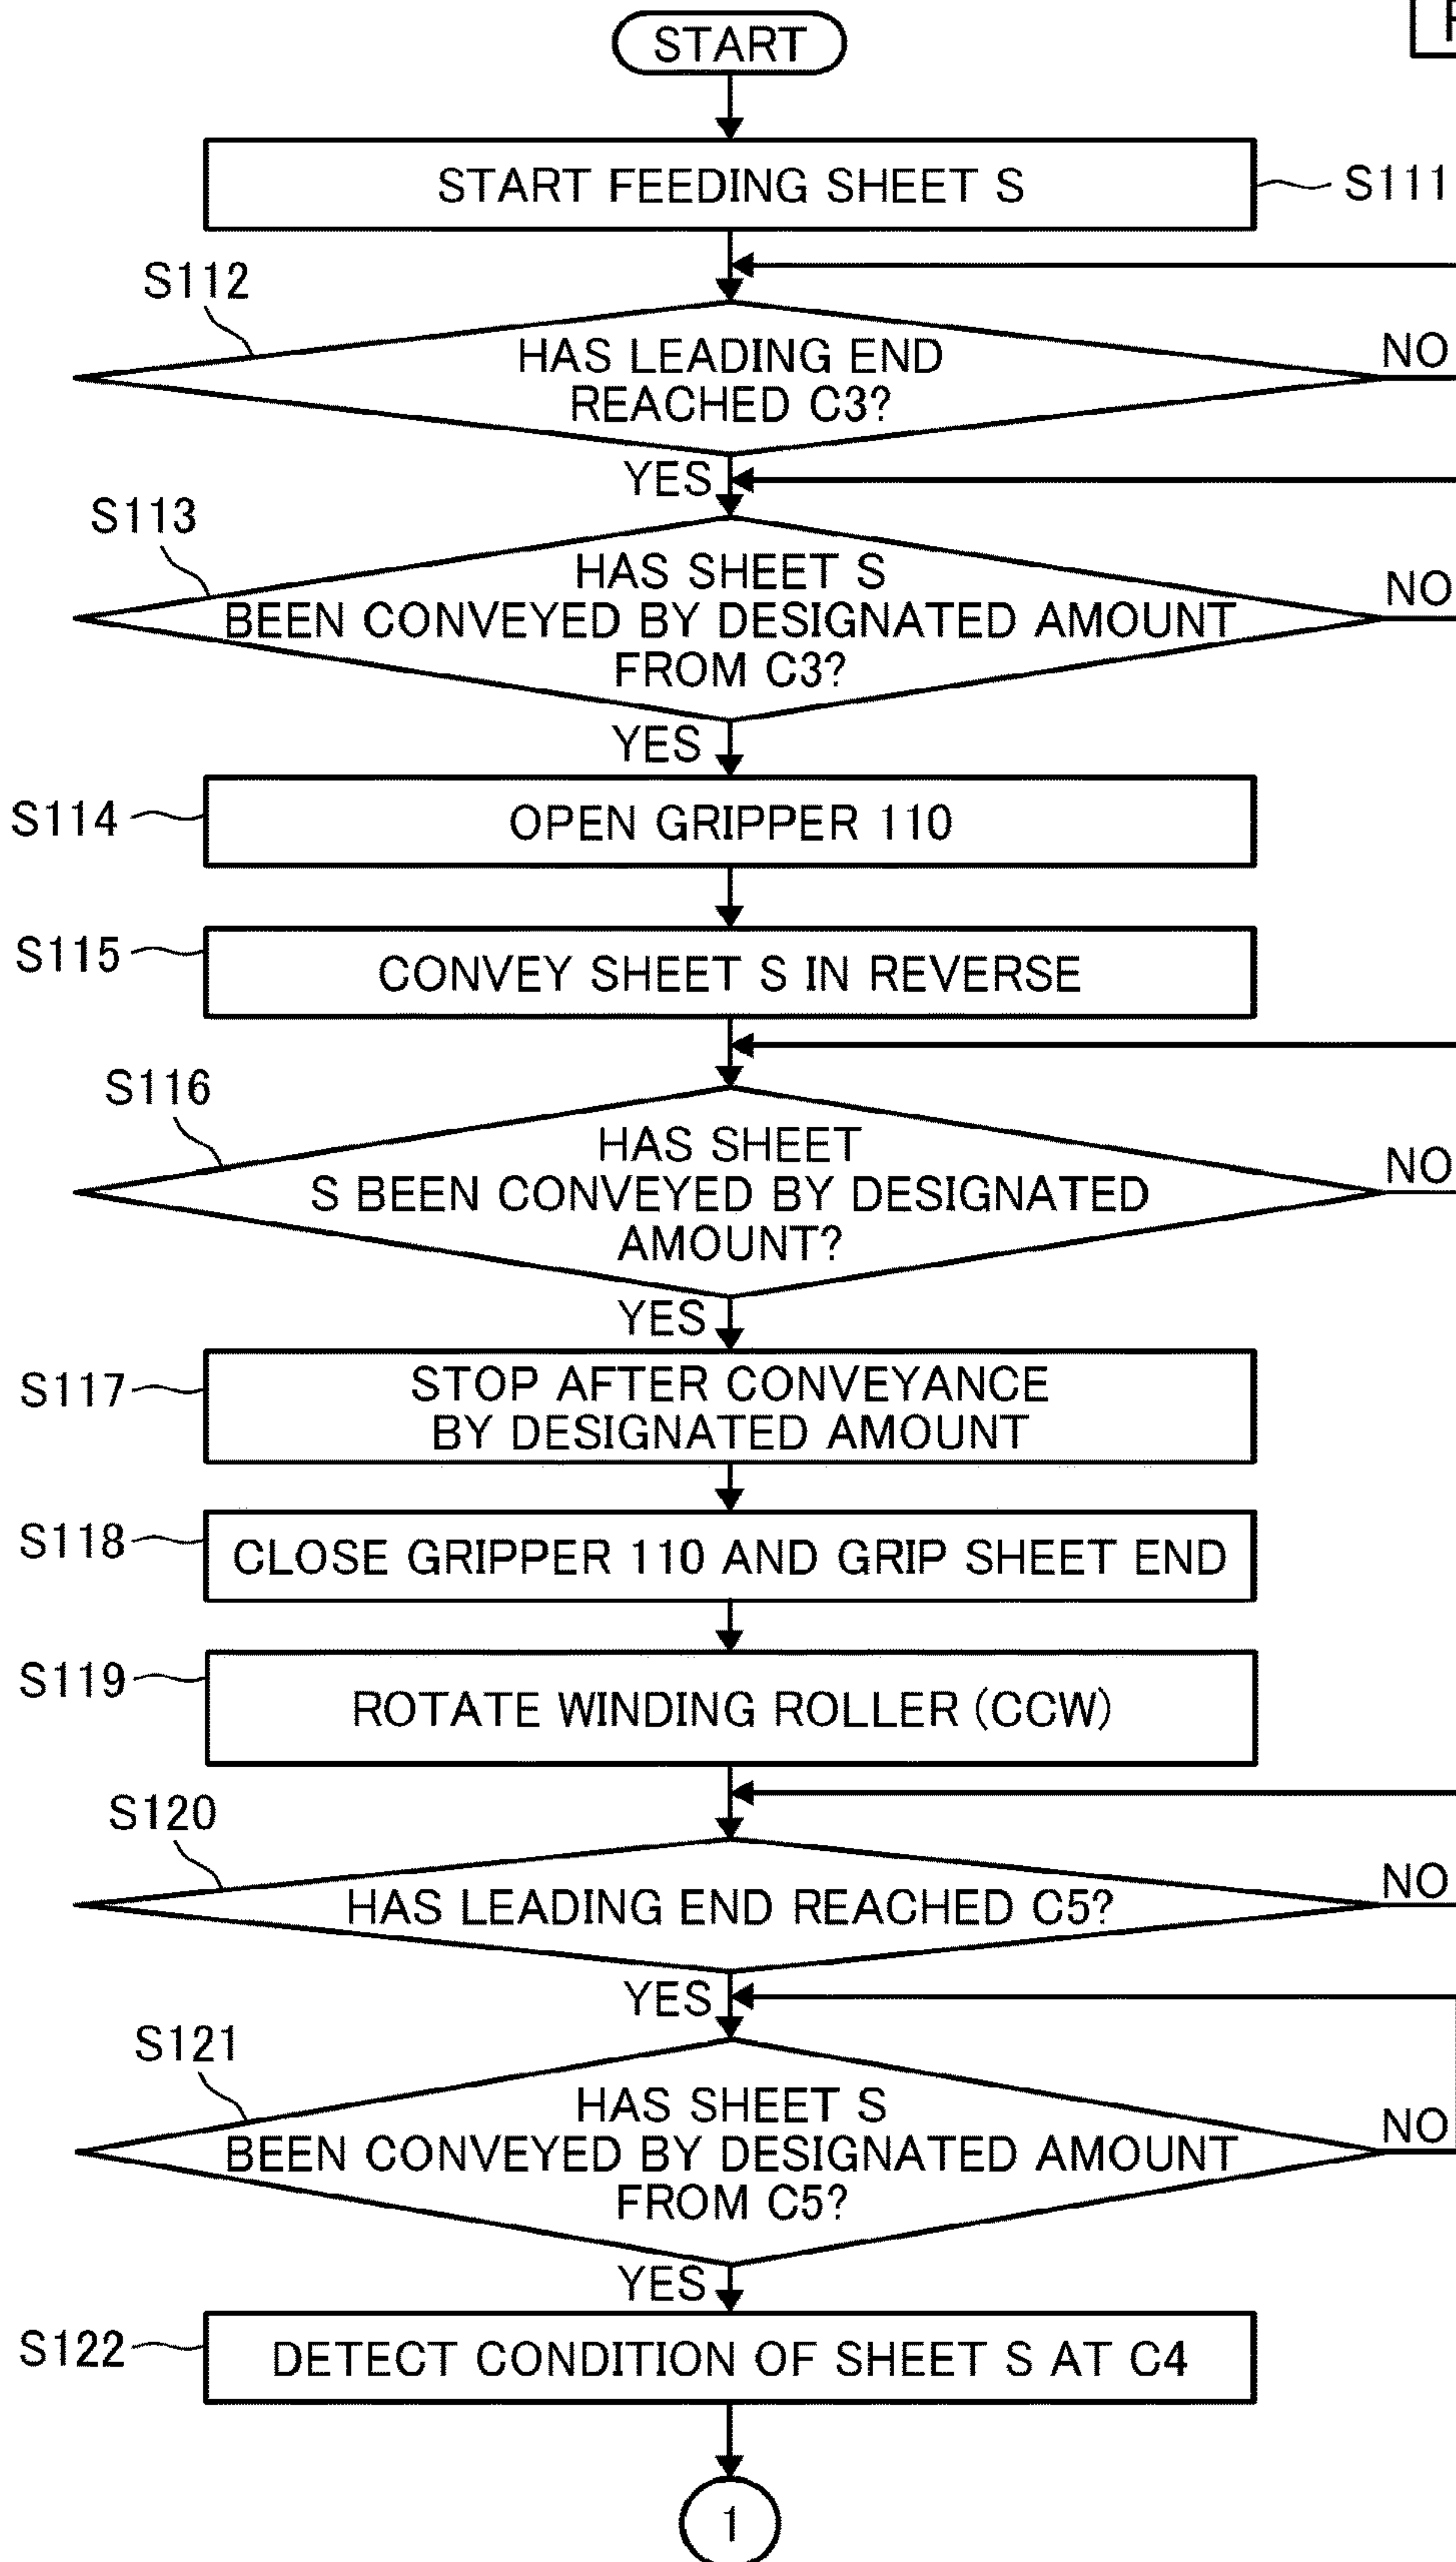 START
START FEEDING SHEET S
S111
S112
HAS LEADING END
REACHED C3?
NO
YES
S113
HAS SHEET S
BEEN CONVEYED BY DESIGNATED AMOUNT
FROM C3?
NO
YES
S114
OPEN GRIPPER 110
S115
CONVEY SHEET S IN REVERSE
S116
HAS SHEET
S BEEN CONVEYED BY DESIGNATED
AMOUNT?
NO
YES
S117
STOP AFTER CONVEYANCE
BY DESIGNATED AMOUNT
S118
CLOSE GRIPPER 110 AND GRIP SHEET END
S119
ROTATE WINDING ROLLER (CCW)
S120
HAS LEADING END REACHED C5?
NO
YES
S121
HAS SHEET S
BEEN CONVEYED BY DESIGNATED AMOUNT
FROM C5?
NO
YES
S122
DETECT CONDITION OF SHEET S AT C4
1